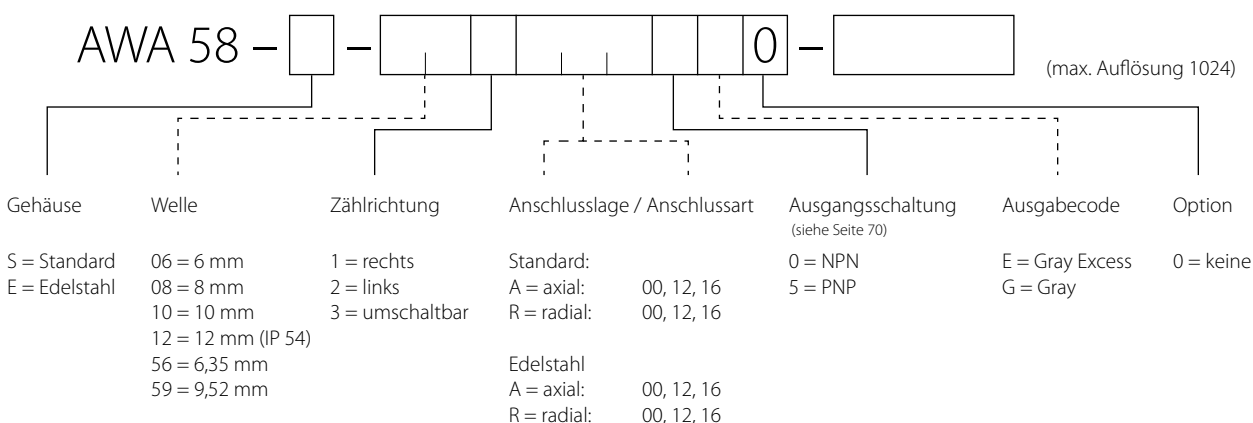 AWA 58 – – 0 –
(max. Auflösung 1024)
Gehäuse Welle Zählrichtung Anschlusslage / Anschlussart Ausgangsschaltung Ausgabecode Option
(siehe Seite 70)
S = Standard 06 = 6 mm 1 = rechts Standard: 0 = NPN E = Gray Excess 0 = keine
E = Edelstahl 08 = 8 mm 2 = links A = axial: 00, 12, 16 5 = PNP G = Gray
10 = 10 mm 3 = umschaltbar R = radial: 00, 12, 16
12 = 12 mm (IP 54)
56 = 6,35 mm Edelstahl
59 = 9,52 mm A = axial: 00, 12, 16
R = radial: 00, 12, 16